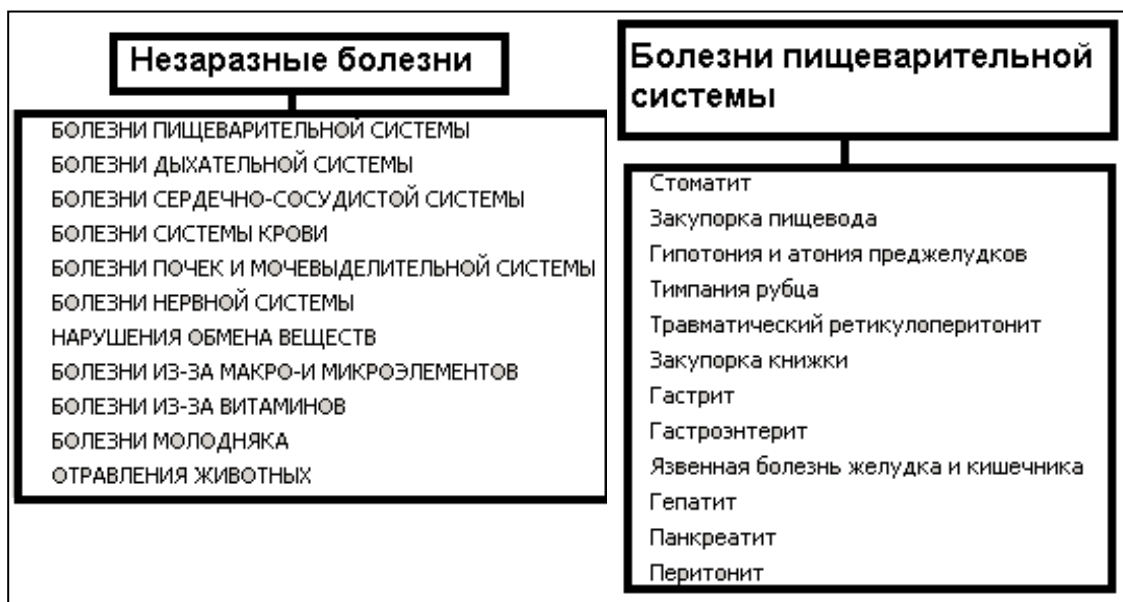 Незаразные болезни
БОЛЕЗНИ ПИЩЕВАРИТЕЛЬНОЙ СИСТЕМЫ
БОЛЕЗНИ ДЫХАТЕЛЬНОЙ СИСТЕМЫ
БОЛЕЗНИ СЕРДЕЧНО-СОСУДИСТОЙ СИСТЕМЫ
БОЛЕЗНИ СИСТЕМЫ КРОВИ
БОЛЕЗНИ ПОЧЕК И МОЧЕВЫДЕЛИТЕЛЬНОЙ СИСТЕМЫ
БОЛЕЗНИ НЕРВНОЙ СИСТЕМЫ
НАРУШЕНИЯ ОБМЕНА ВЕЩЕСТВ
БОЛЕЗНИ ИЗ-ЗА МАКРО-И МИКРОЭЛЕМЕНТОВ
БОЛЕЗНИ ИЗ-ЗА ВИТАМИНОВ
БОЛЕЗНИ МОЛОДНЯКА
ОТРАВЛЕНИЯ ЖИВОТНЫХ
Болезни пищеварительной
системы
Стоматит
Закупорка пищевода
Гипотония и атония преджелудков
Тимпания рубца
Травматический ретикулоперитонит
Закупорка книжки
Гастрит
Гастроэнтерит
Язвенная болезнь желудка и кишечника
Гепатит
Панкреатит
Перитонит